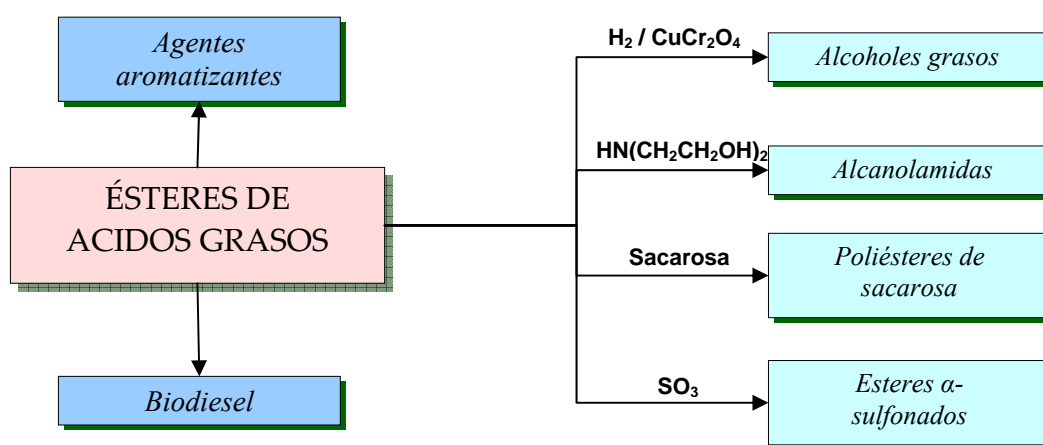 Agentes
aromatizantes
ÉSTERES DE
ACIDOS GRASOS
Biodiesel
H₂ / CuCr₂O₄
Alcoholes grasos
HN(CH₂CH₂OH)₂
Alcanolamidas
Sacarosa
Poliésteres de
sacarosa
SO₃
Esteres α-
sulfonados